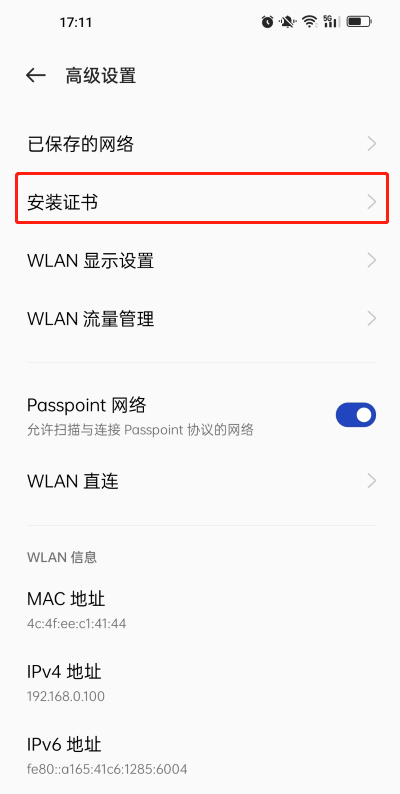 17:11
5G
高级设置
已保存的网络
安装证书
WLAN 显示设置
WLAN 流量管理
Passpoint 网络
允许扫描与连接 Passpoint 协议的网络
WLAN 直连
WLAN 信息
MAC 地址
4c:4f:ee:c1:41:44
IPv4 地址
192.168.0.100
IPv6 地址
fe80::a165:41c6:1285:6004